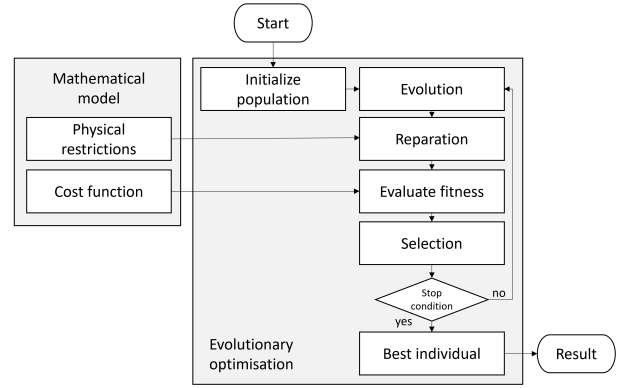 Start
Mathematical
model
Physical
restrictions
Cost function
Initialize
population
Evolution
Reparation
Evaluate fitness
Selection
Stop
condition
no
yes
Best individual
Result
Evolutionary
optimisation